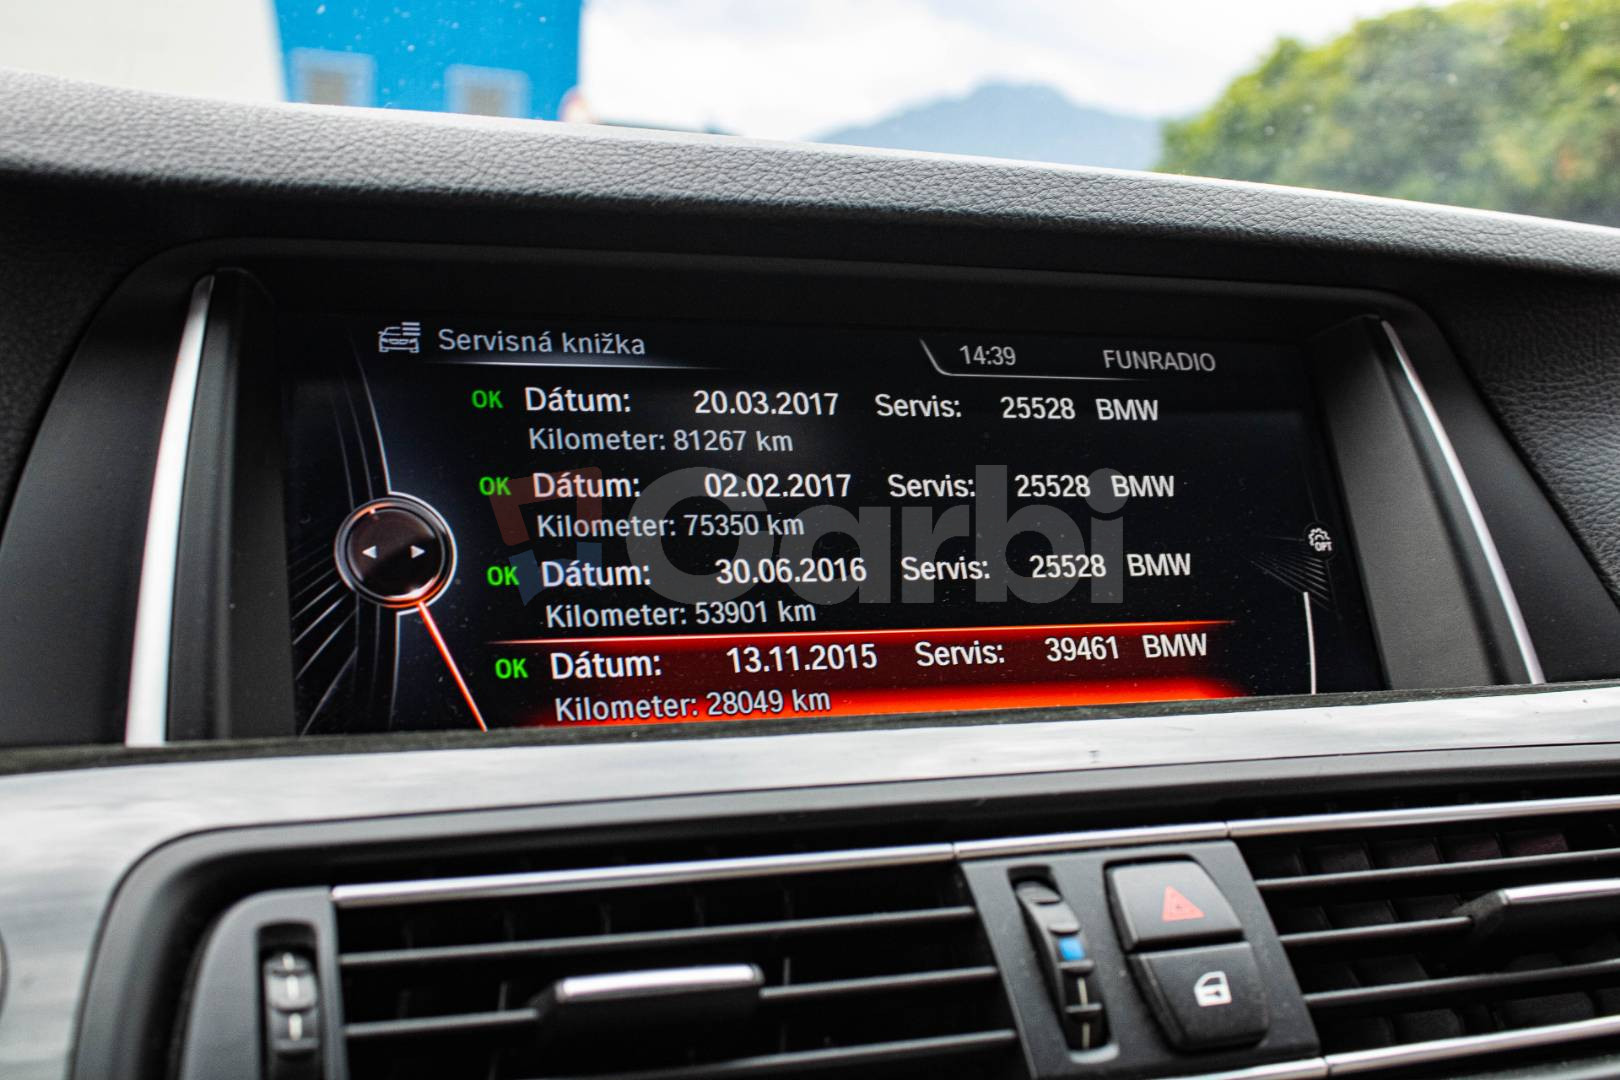 Servisná knižka
14:39 FUNRADIO
OK Dátum: 20.03.2017 Servis: 25528 BMW
Kilometer: 81267 km
OK Dátum: 02.02.2017 Servis: 25528 BMW
Kilometer: 75350 km
OK Dátum: 30.06.2016 Servis: 25528 BMW
Kilometer: 53901 km
OK Dátum: 13.11.2015 Servis: 39461 BMW
Kilometer: 28049 km
OPT
Carbi